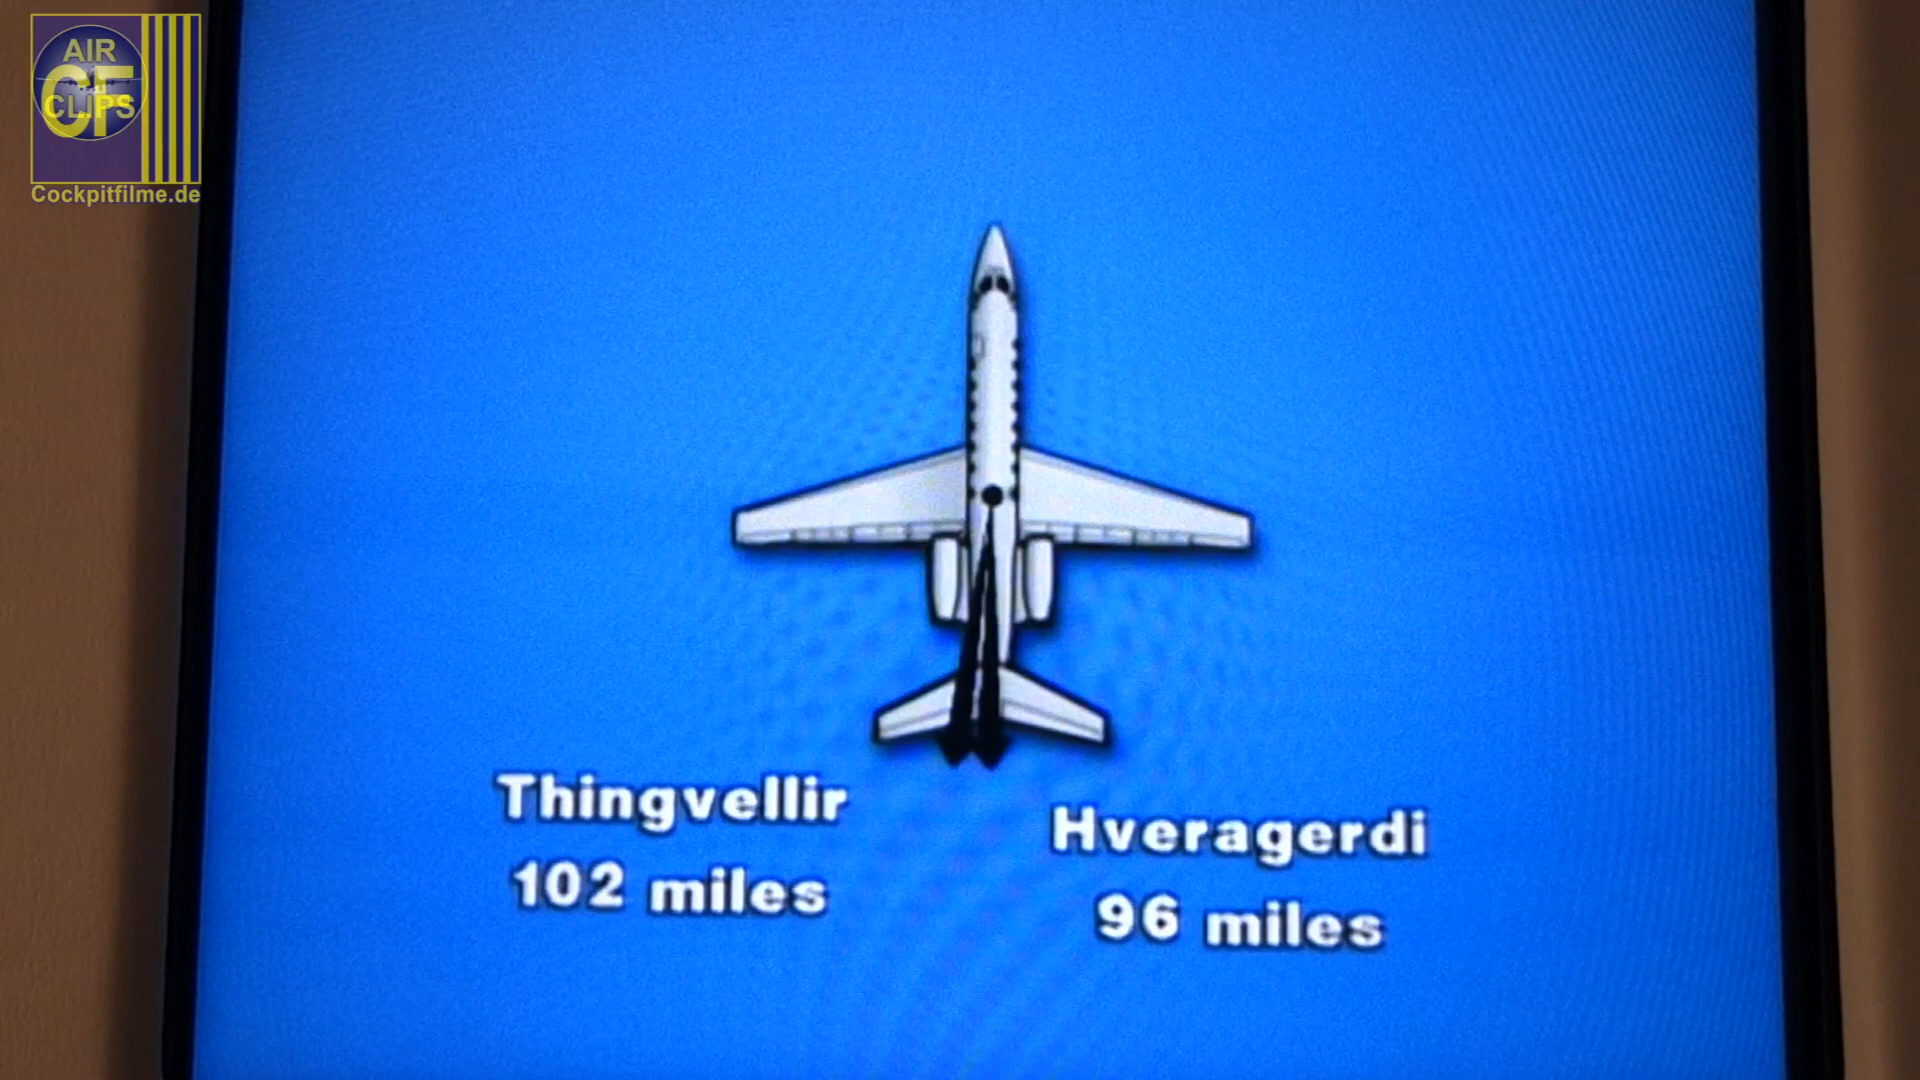 AIR
CF
CLIPS
Cockpitfilme.de
Thingvellir
102 miles
Hveragerdi
96 miles